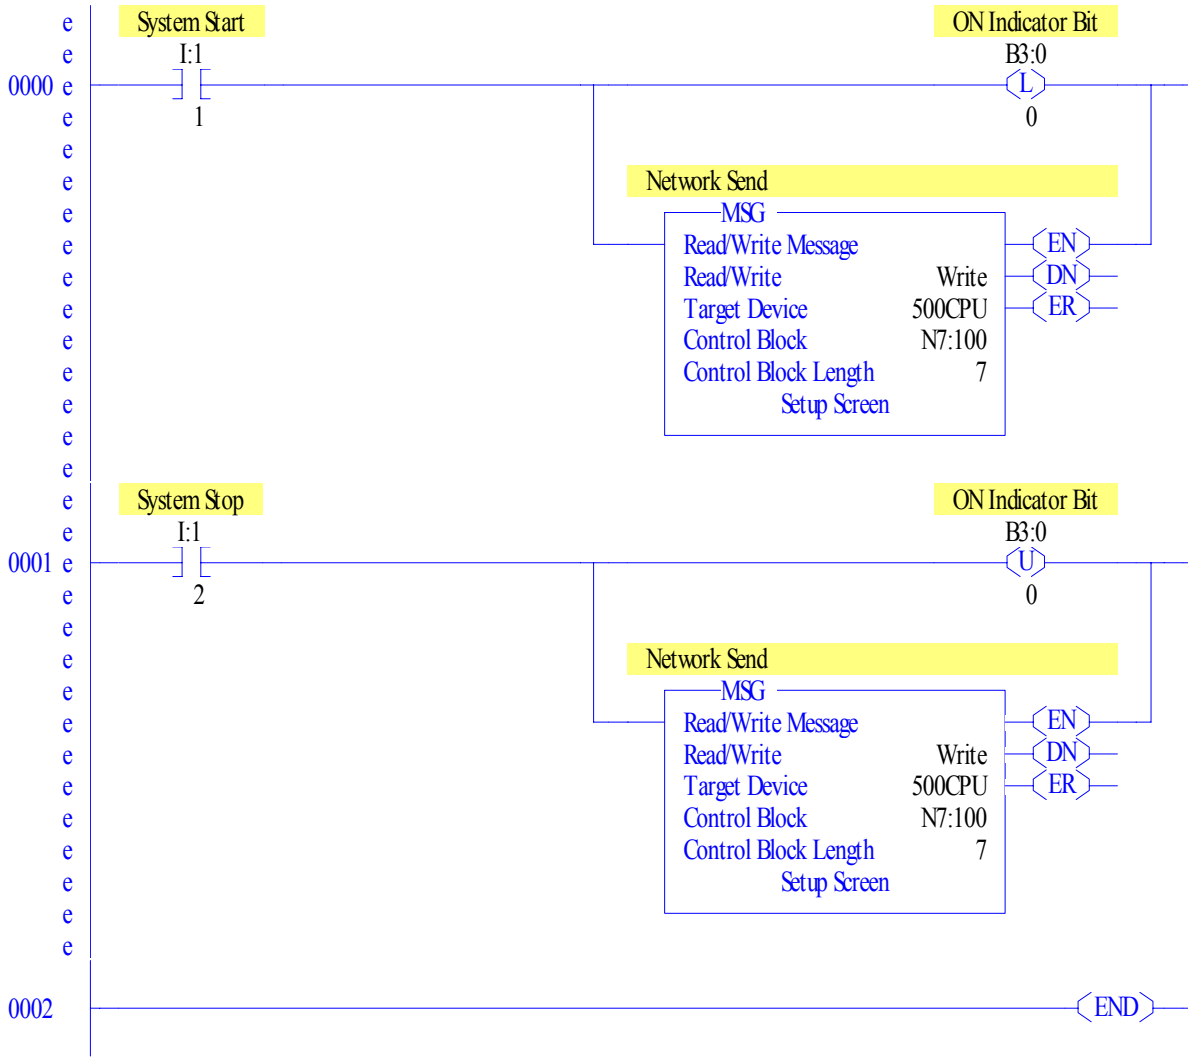 e System Start ON Indicator Bit
e I:1 B3:0
0000 e L
e 1 0
e
e Network Send
e MSG
e Read/Write Message EN
e Read/Write Write DN
e Target Device 500CPU ER
e Control Block N7:100
e Control Block Length 7
e Setup Screen
e
e
e System Stop ON Indicator Bit
e I:1 B3:0
0001 e U
e 2 0
e
e Network Send
e MSG
e Read/Write Message EN
e Read/Write Write DN
e Target Device 500CPU ER
e Control Block N7:100
e Control Block Length 7
e Setup Screen
e
e
0002 END